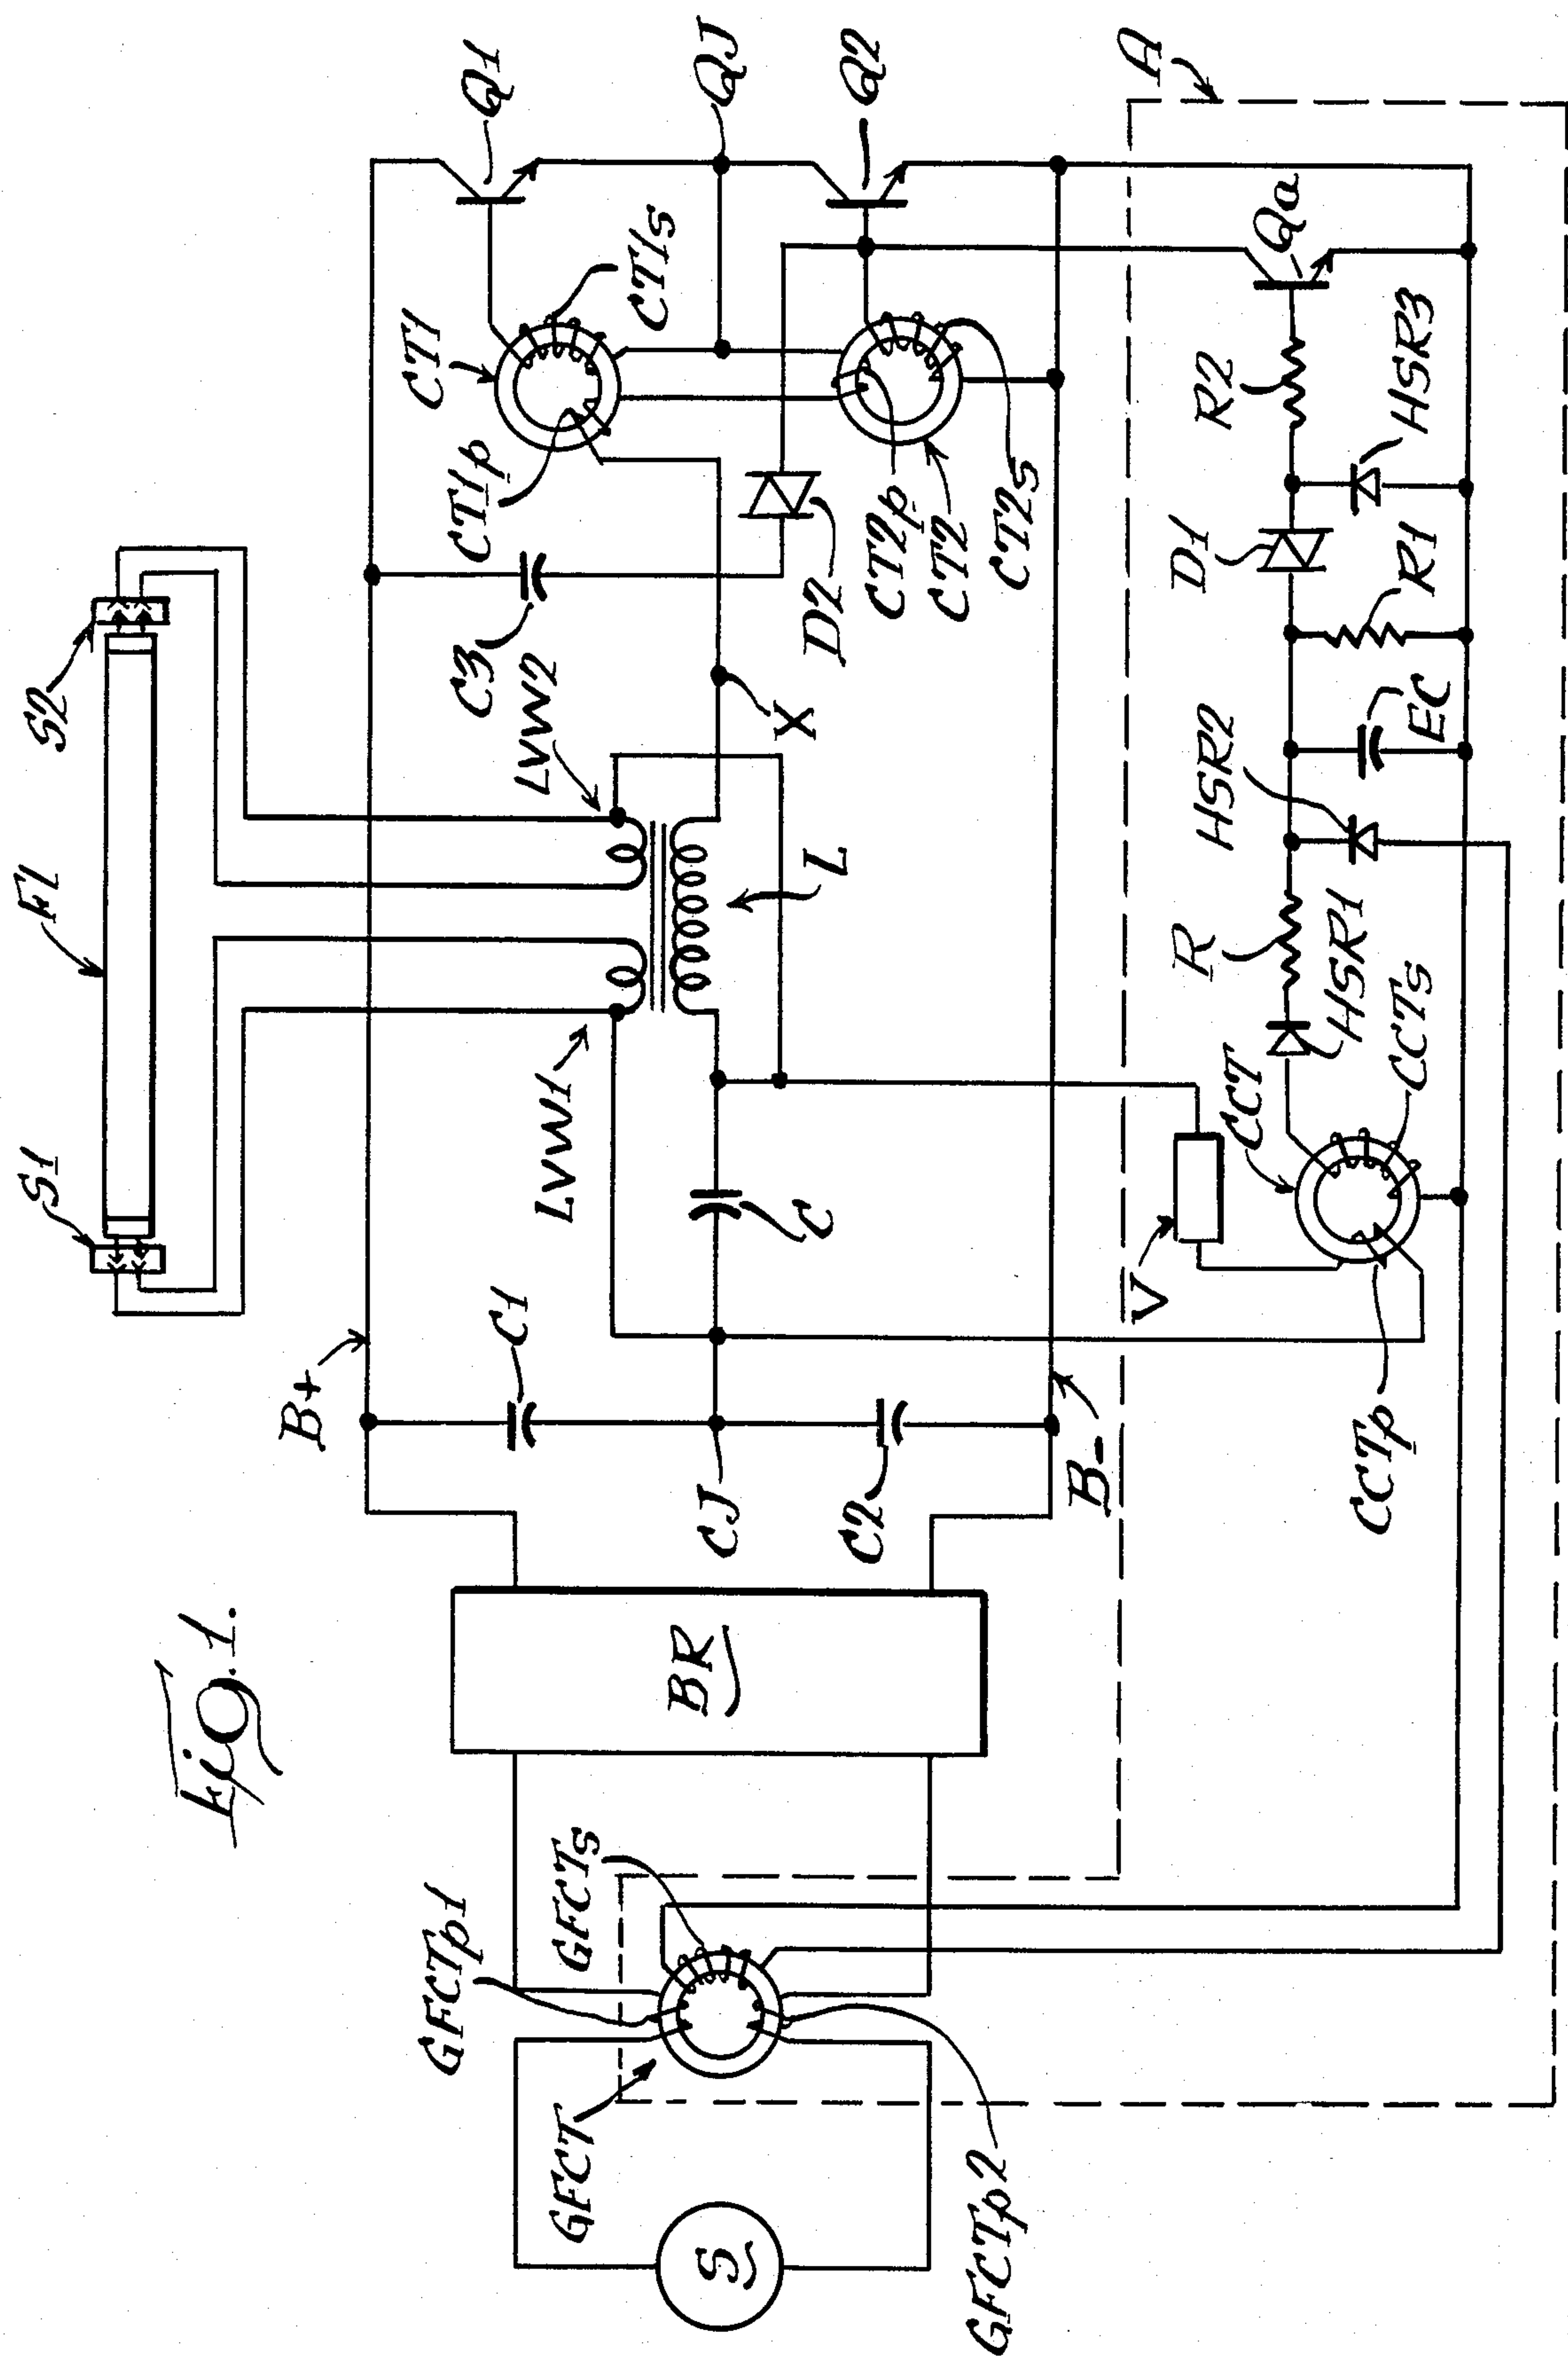 Fig. 1.
S1
Fl
S2
B+
C1
CJ
C2
B-
BR
LVW1
LVW2
L
C
C3
X
D2
CT1
CT1p
CT1s
CT2p
CT2
CT2s
Q1
QJ
Q2
A
GFCTp1
GFCTs
GFCT
GFCTp2
S
V
CCT
CCTs
CCTp
HSR1
R
HSR2
EC
R1
D1
HSR3
R2
Qa